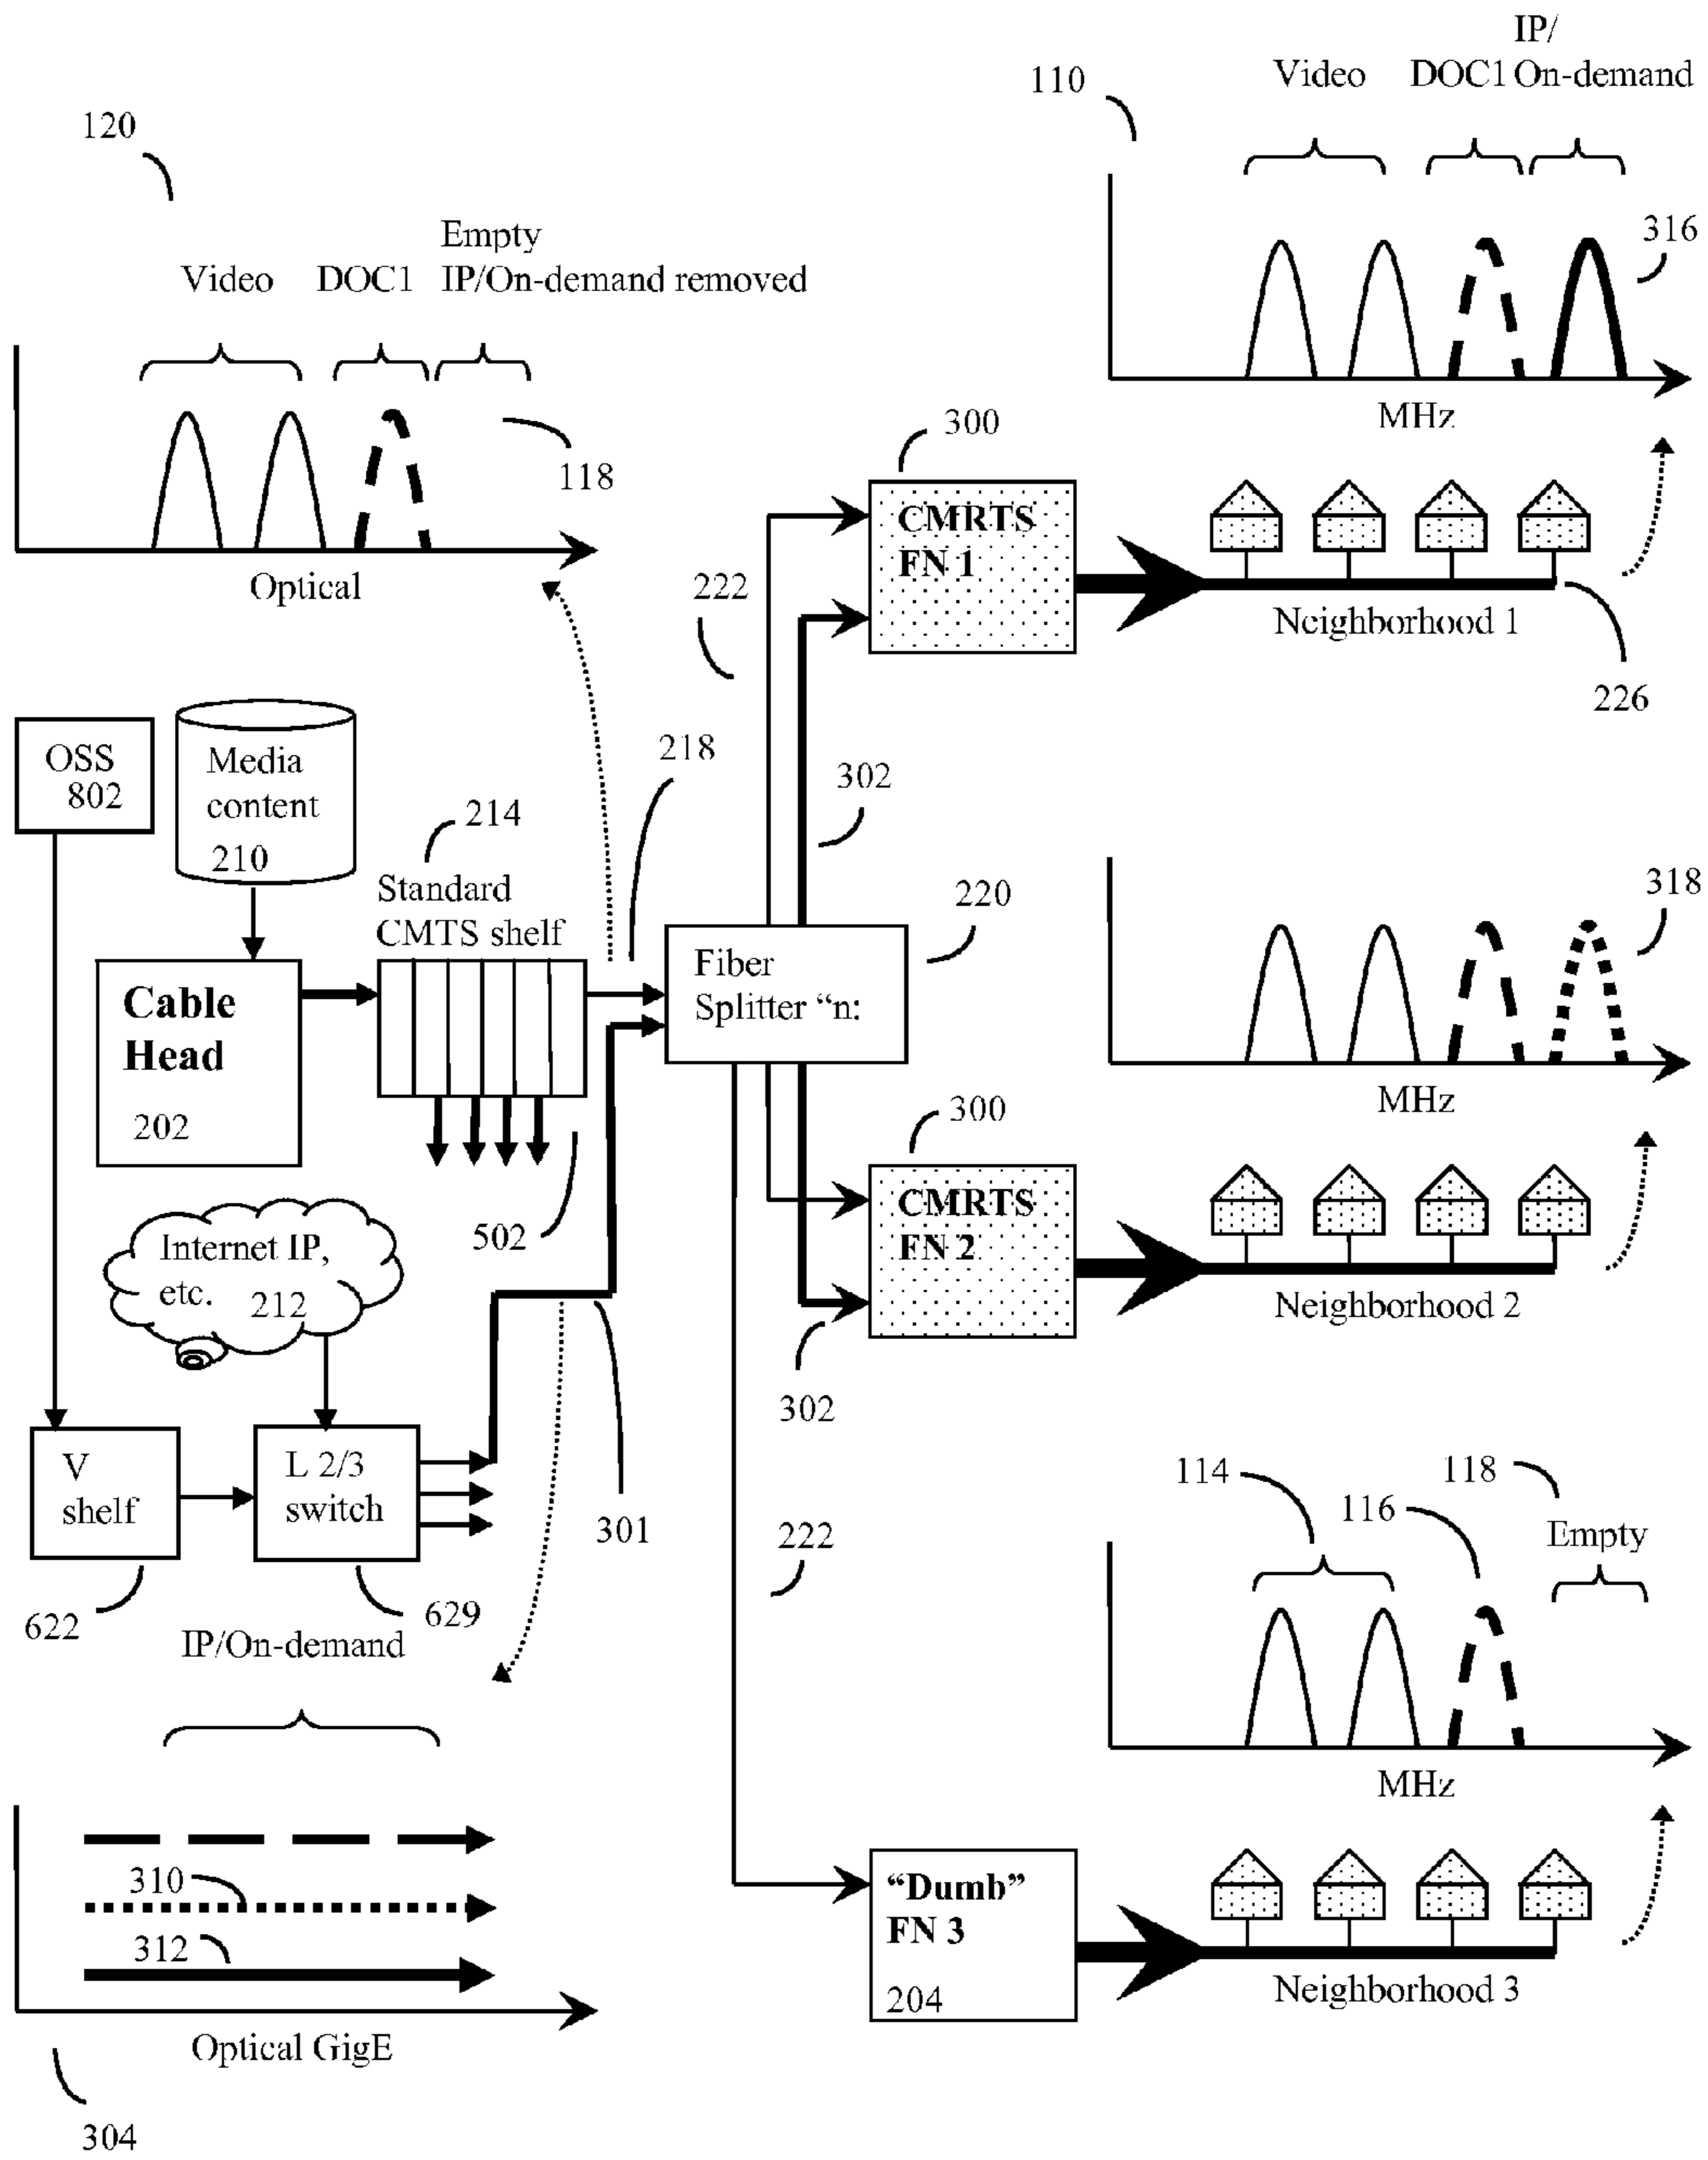 IP/
Video DOC1 On-demand
110
120
316
Empty
Video DOC1 IP/On-demand removed
MHz
118
300
Optical
CMRTS
FN 1
222
Neighborhood 1
226
OSS
802
Media
content
210
218
302
214
Standard
CMTS shelf
220
318
Fiber
Splitter “n:
Cable
Head
202
MHz
300
502
CMRTS
FN 2
Internet IP,
etc. 212
Neighborhood 2
302
V
shelf
L 2/3
switch
301
114
118
116
Empty
222
622
629
IP/On-demand
MHz
310
312
“Dumb”
FN 3
204
Neighborhood 3
Optical GigE
304